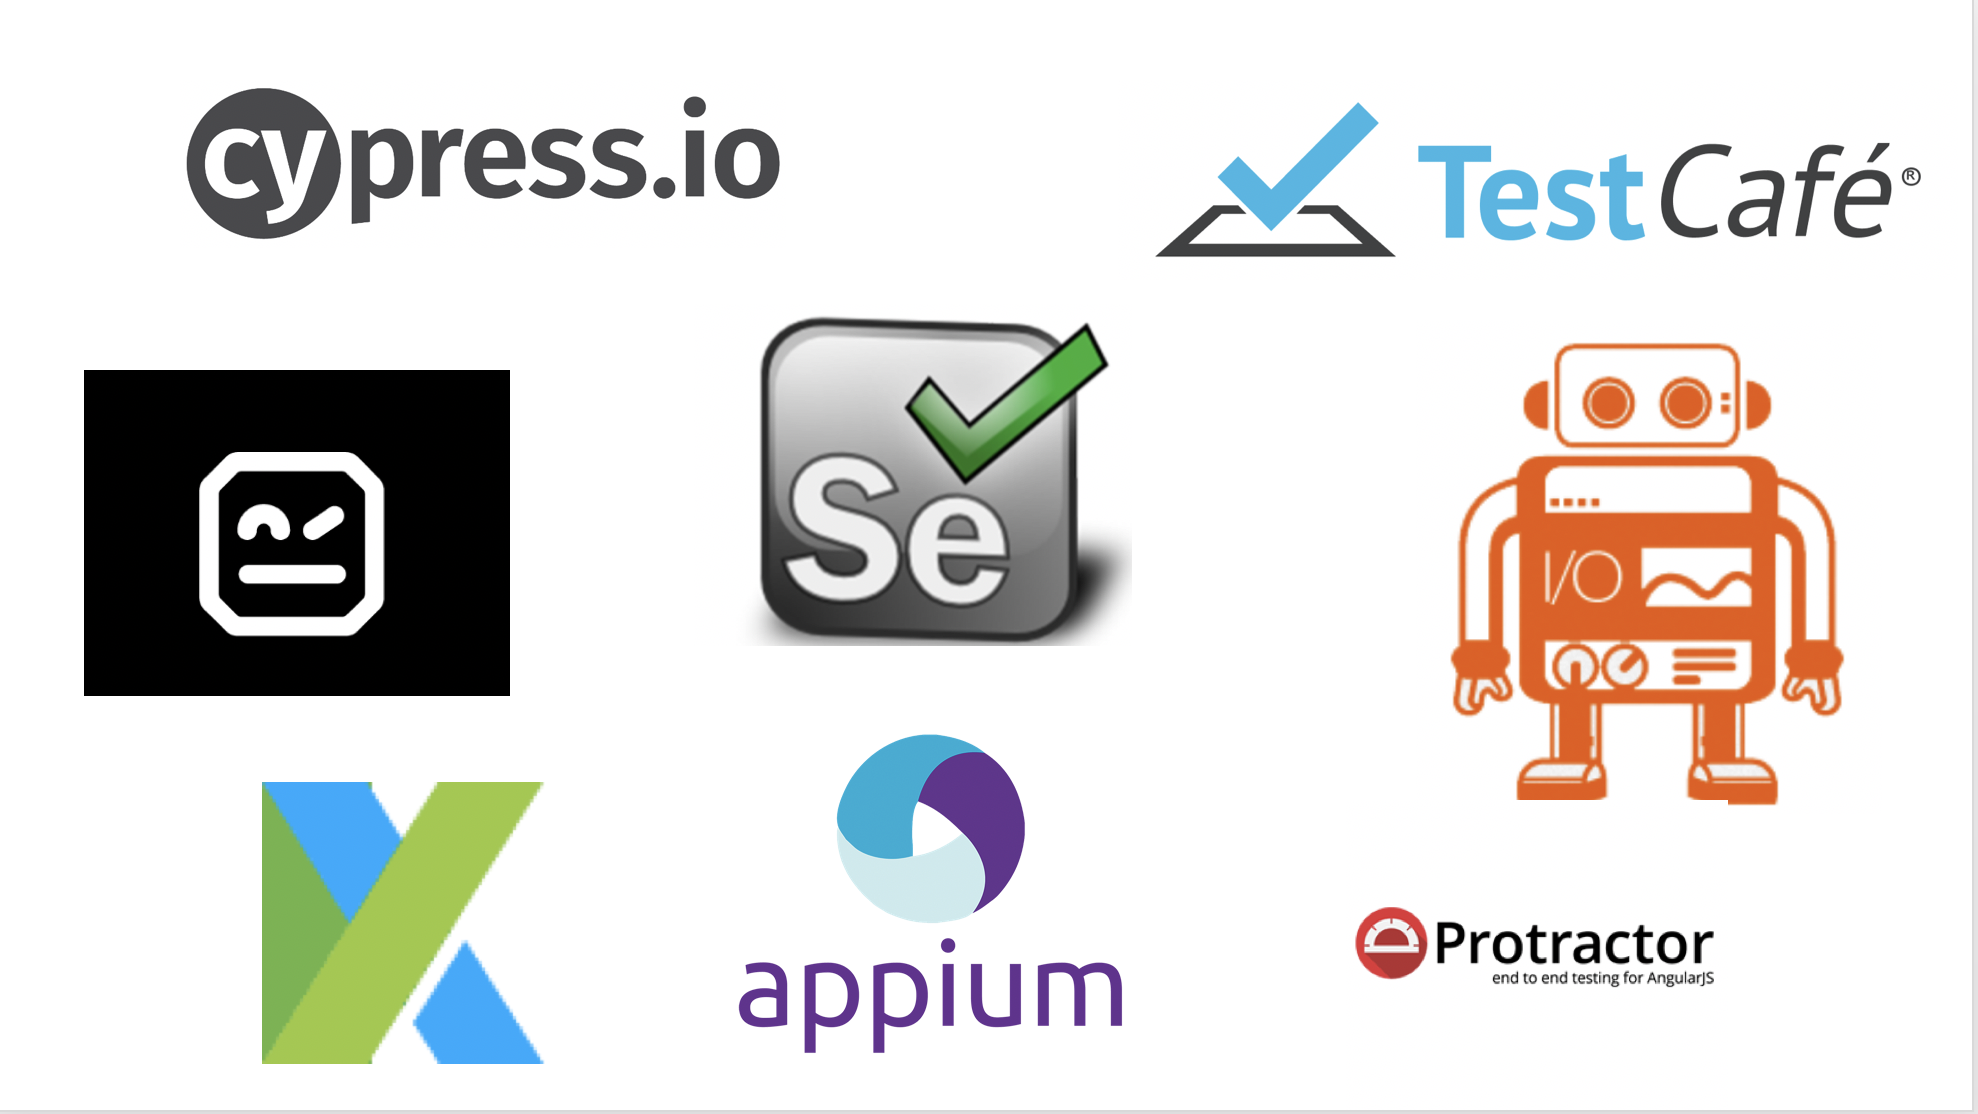 cypress.io
TestCafé®
Se
I/O
appium
Protractor
end to end testing for AngularJS